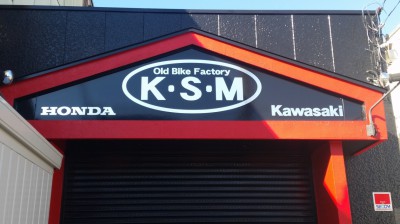 Old Bike Factory
K·S·M
HONDA
Kawasaki